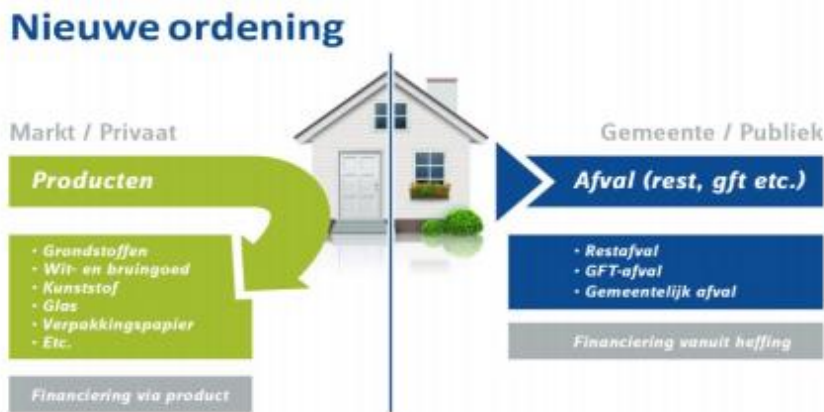 Nieuwe ordening
Markt / Privaat
Producten
• Grondstoffen
• Wit- en bruingoed
• Kunststof
• Glas
• Verpakkingspapier
• Etc.
Financiering via product
Gemeente / Publiek
Afval (rest, gft etc.)
• Restafval
• GFT-afval
• Gemeentelijk afval
Financiering vanuit heffing